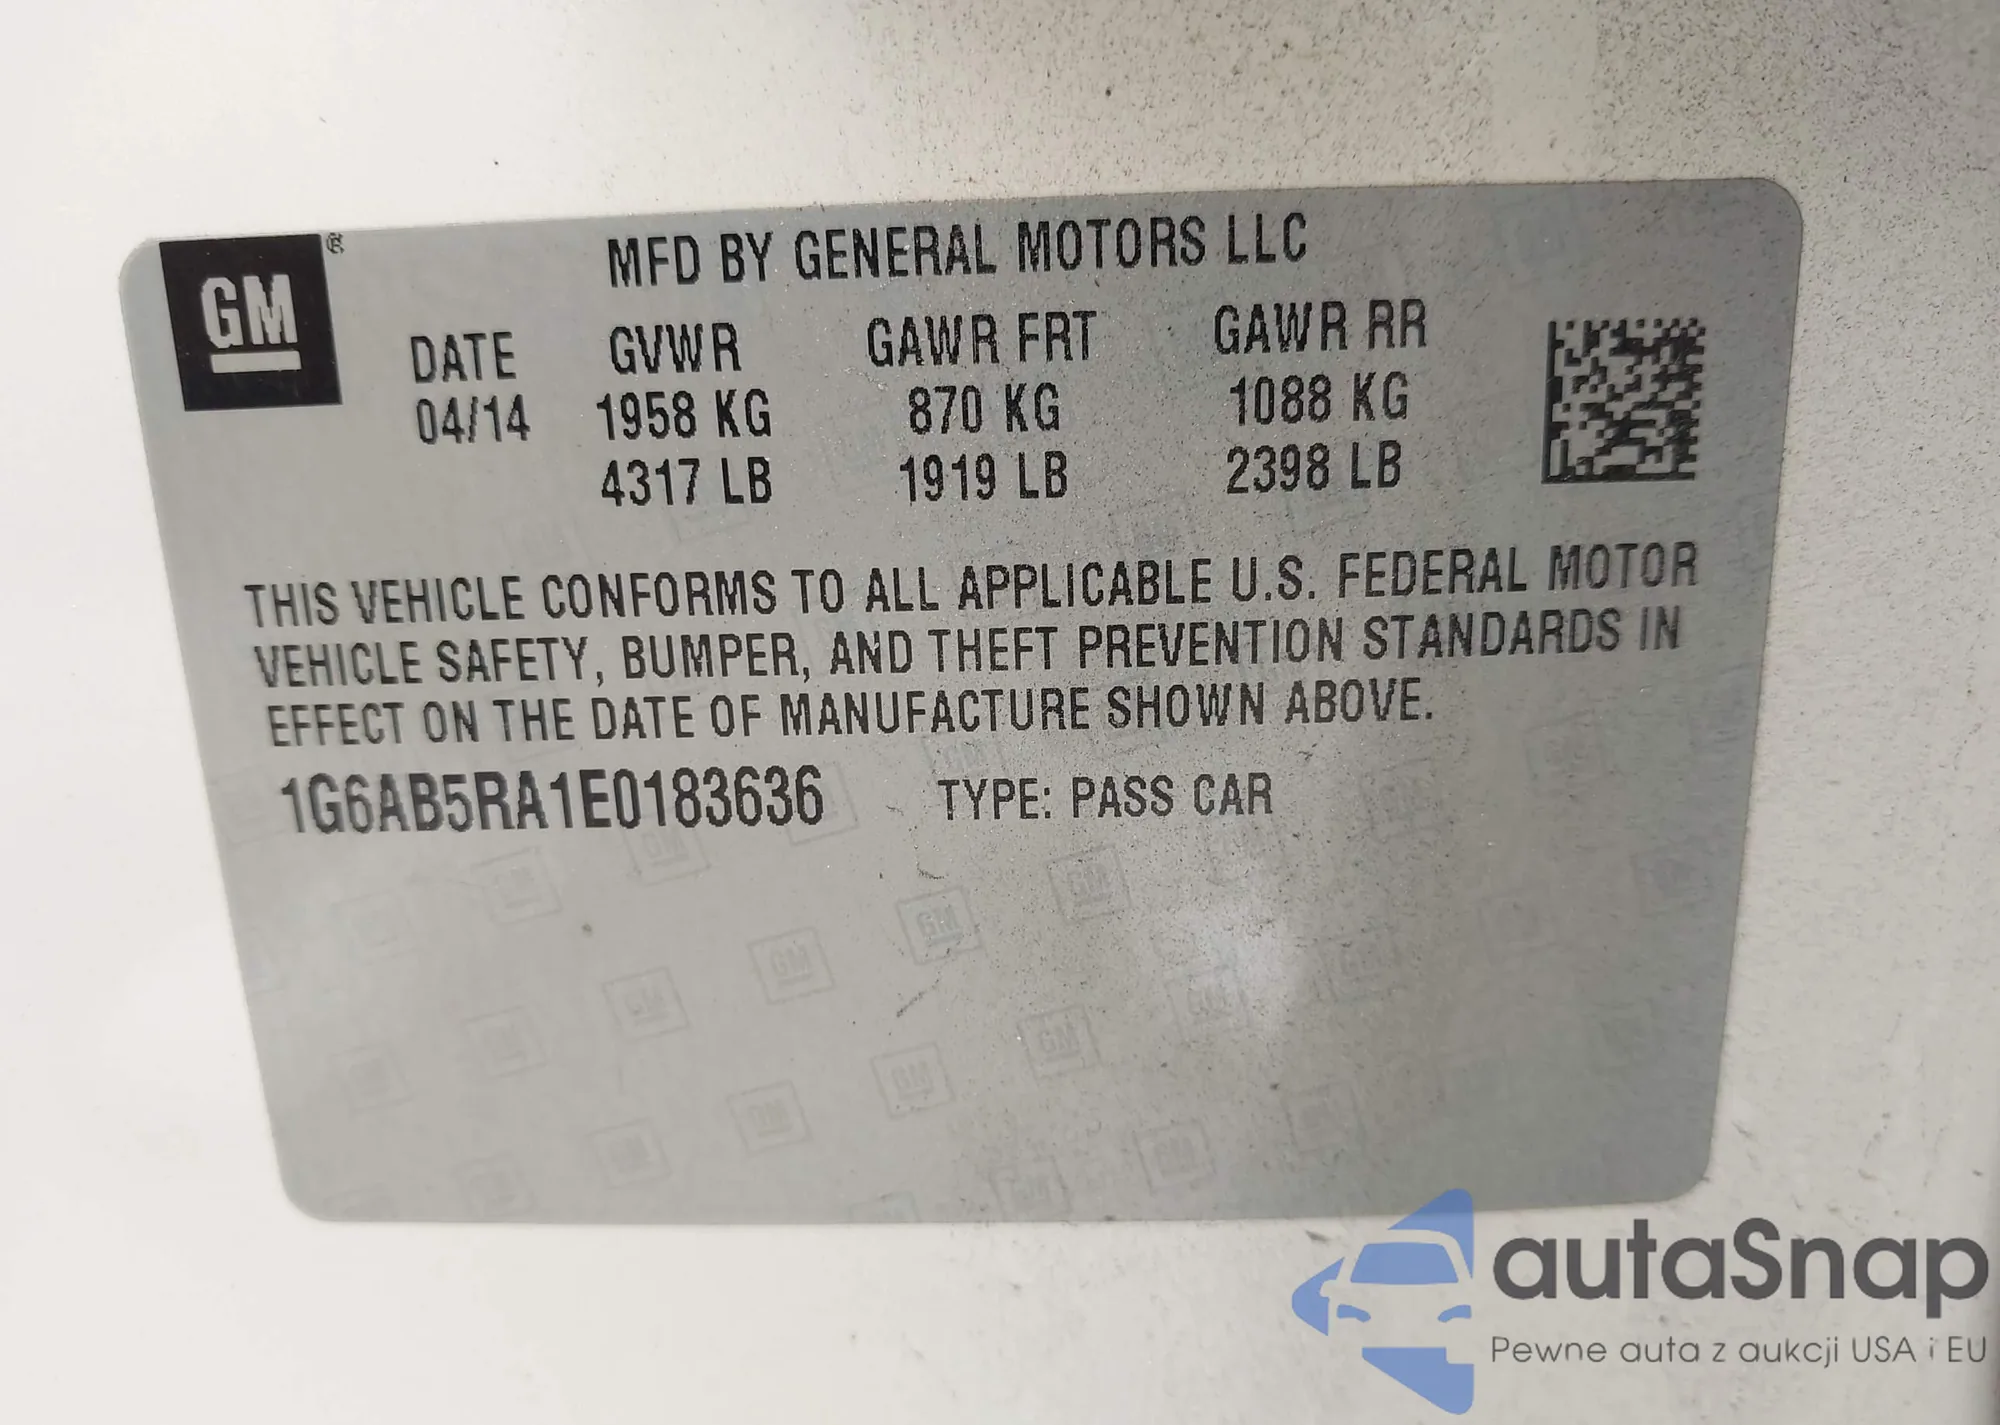 GM ®
MFD BY GENERAL MOTORS LLC
DATE GVWR GAWR FRT GAWR RR
04/14 1958 KG 870 KG 1088 KG
4317 LB 1919 LB 2398 LB
THIS VEHICLE CONFORMS TO ALL APPLICABLE U.S. FEDERAL MOTOR
VEHICLE SAFETY, BUMPER, AND THEFT PREVENTION STANDARDS IN
EFFECT ON THE DATE OF MANUFACTURE SHOWN ABOVE.
1G6AB5RA1E0183636 TYPE: PASS CAR
autaSnap
Pewne auta z aukcji USA i EU